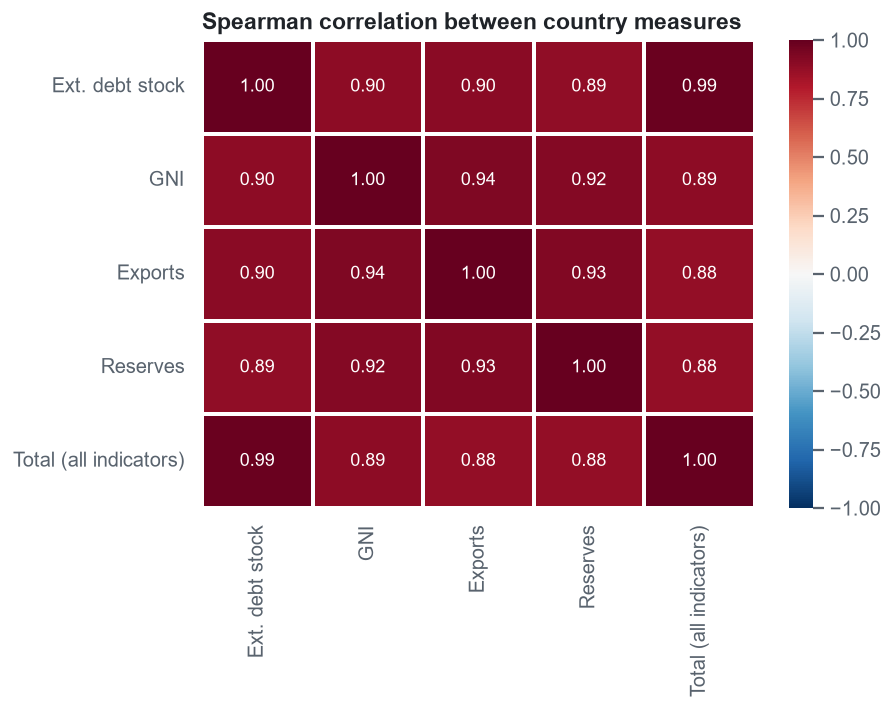 Spearman correlation between country measures
Ext. debt stock 1.00 0.90 0.90 0.89 0.99
GNI 0.90 1.00 0.94 0.92 0.89
Exports 0.90 0.94 1.00 0.93 0.88
Reserves 0.89 0.92 0.93 1.00 0.88
Total (all indicators) 0.99 0.89 0.88 0.88 1.00
Ext. debt stock
GNI
Exports
Reserves
Total (all indicators)
1.00
0.75
0.50
0.25
0.00
−0.25
−0.50
−0.75
−1.00